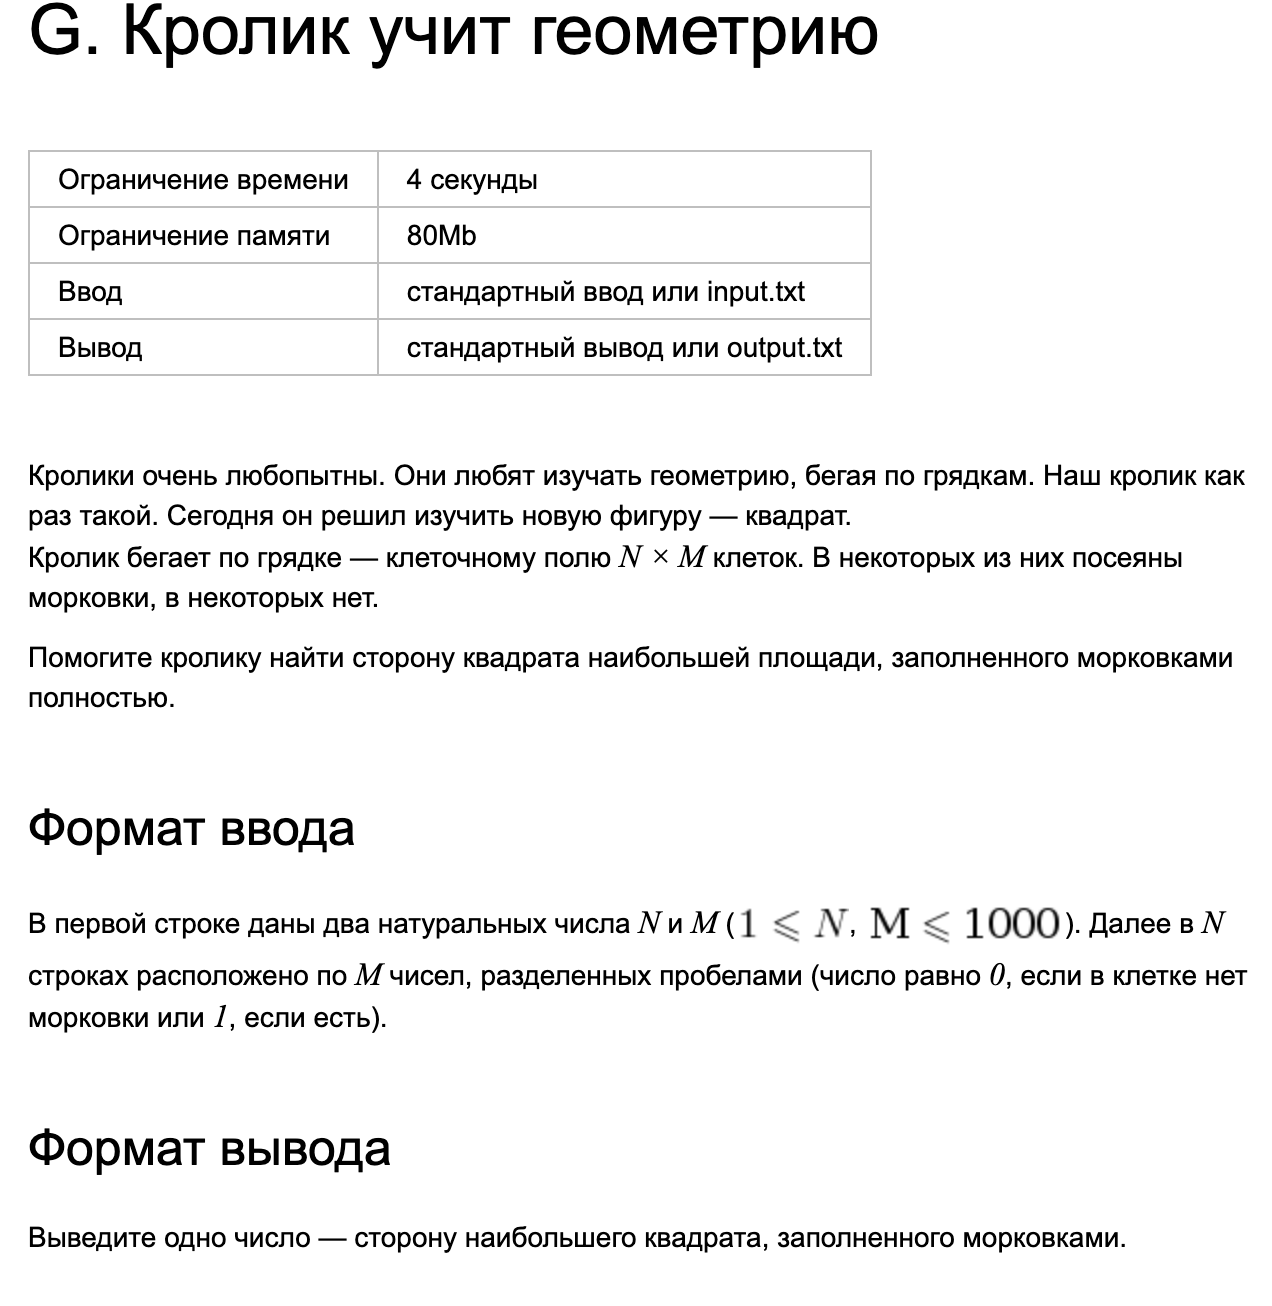 G. Кролик учит геометрию
Ограничение времени 4 секунды
Ограничение памяти 80Mb
Ввод стандартный ввод или input.txt
Вывод стандартный вывод или output.txt
Кролики очень любопытны. Они любят изучать геометрию, бегая по грядкам. Наш кролик как
раз такой. Сегодня он решил изучить новую фигуру — квадрат.
Кролик бегает по грядке — клеточному полю N × M клеток. В некоторых из них посеяны
морковки, в некоторых нет.
Помогите кролику найти сторону квадрата наибольшей площади, заполненного морковками
полностью.
Формат ввода
В первой строке даны два натуральных числа N и M (1 ⩽ N, M ⩽ 1000). Далее в N
строках расположено по M чисел, разделенных пробелами (число равно 0, если в клетке нет
морковки или 1, если есть).
Формат вывода
Выведите одно число — сторону наибольшего квадрата, заполненного морковками.